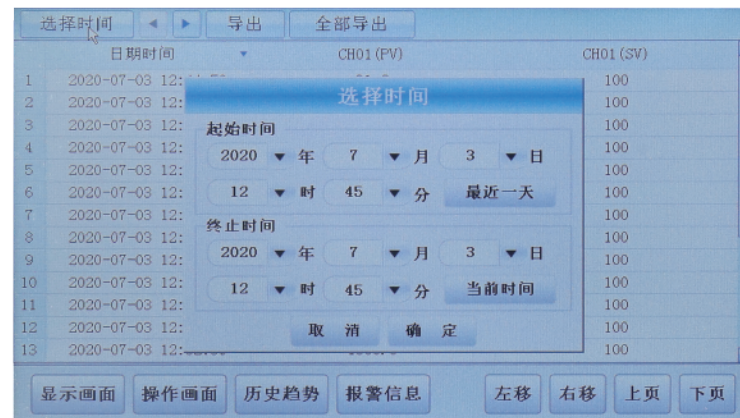 选择时间 ◀ ▶ 导出 全部导出
日期时间 ▼ CH01(PV) CH01(SV)
1 2020-07-03 12: 100
2 2020-07-03 12: 100
3 2020-07-03 12: 100
4 2020-07-03 12: 100
5 2020-07-03 12: 100
6 2020-07-03 12: 100
7 2020-07-03 12: 100
8 2020-07-03 12: 100
9 2020-07-03 12: 100
10 2020-07-03 12: 100
11 2020-07-03 12: 100
12 2020-07-03 12: 100
13 2020-07-03 12: 100
选择时间
起始时间
2020 ▼ 年 7 ▼ 月 3 ▼ 日
12 ▼ 时 45 ▼ 分 最近一天
终止时间
2020 ▼ 年 7 ▼ 月 3 ▼ 日
12 ▼ 时 45 ▼ 分 当前时间
取 消 确 定
显示画面 操作画面 历史趋势 报警信息 左移 右移 上页 下页